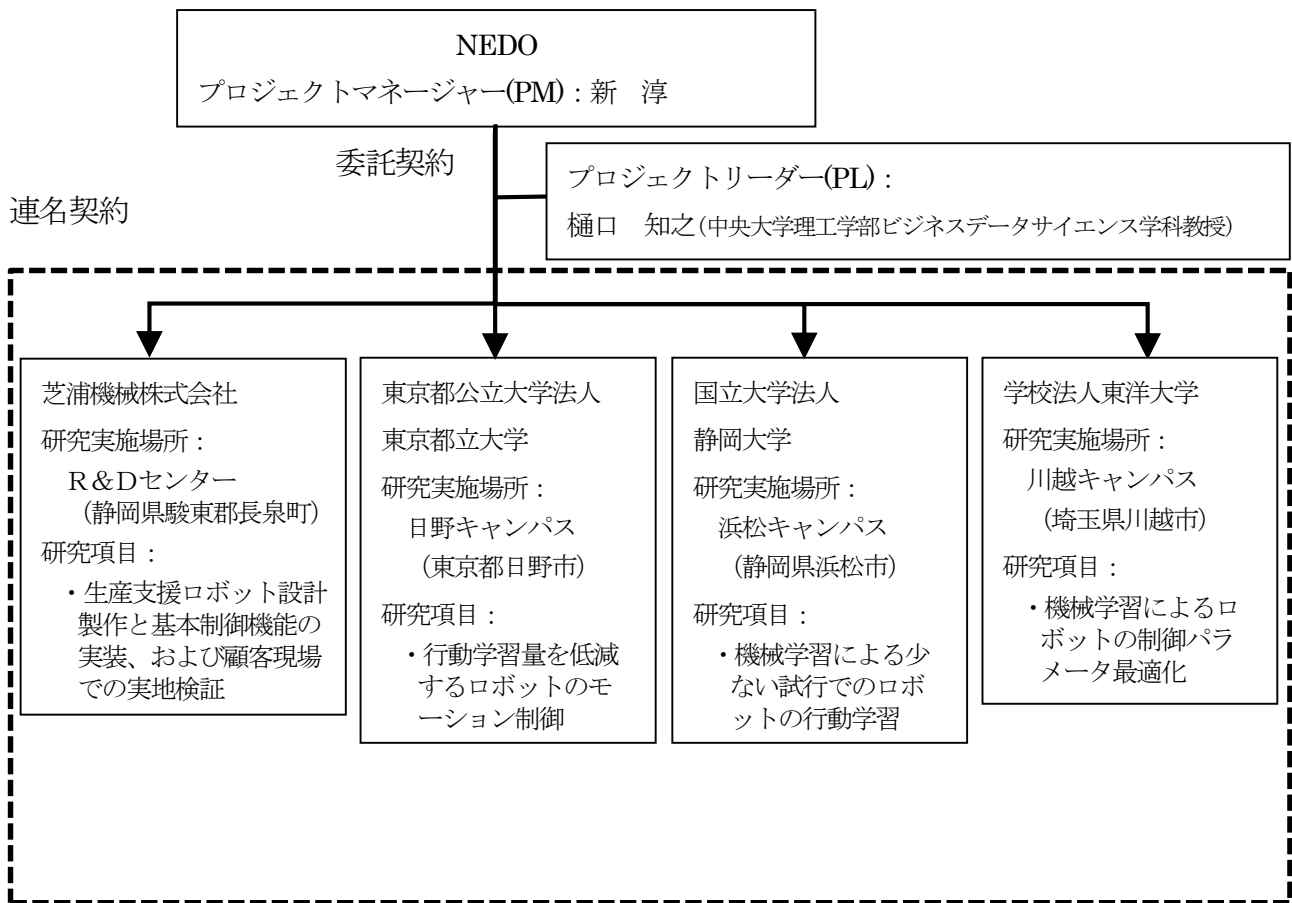 NEDO
プロジェクトマネージャー(PM)：新　淳
委託契約
プロジェクトリーダー(PL)：
樋口　知之(中央大学理工学部ビジネスデータサイエンス学科教授)
連名契約
芝浦機械株式会社
研究実施場所：
Ｒ＆Ｄセンター
(静岡県駿東郡長泉町)
研究項目：
・生産支援ロボット設計
製作と基本制御機能の
実装、および顧客現場
での実地検証
東京都公立大学法人
東京都立大学
研究実施場所：
日野キャンパス
(東京都日野市)
研究項目：
・行動学習量を低減
するロボットのモ
ーション制御
国立大学法人
静岡大学
研究実施場所：
浜松キャンパス
(静岡県浜松市)
研究項目：
・機械学習による少
ない試行でのロボ
ットの行動学習
学校法人東洋大学
研究実施場所：
川越キャンパス
(埼玉県川越市)
研究項目：
・機械学習によるロ
ボットの制御パラ
メータ最適化